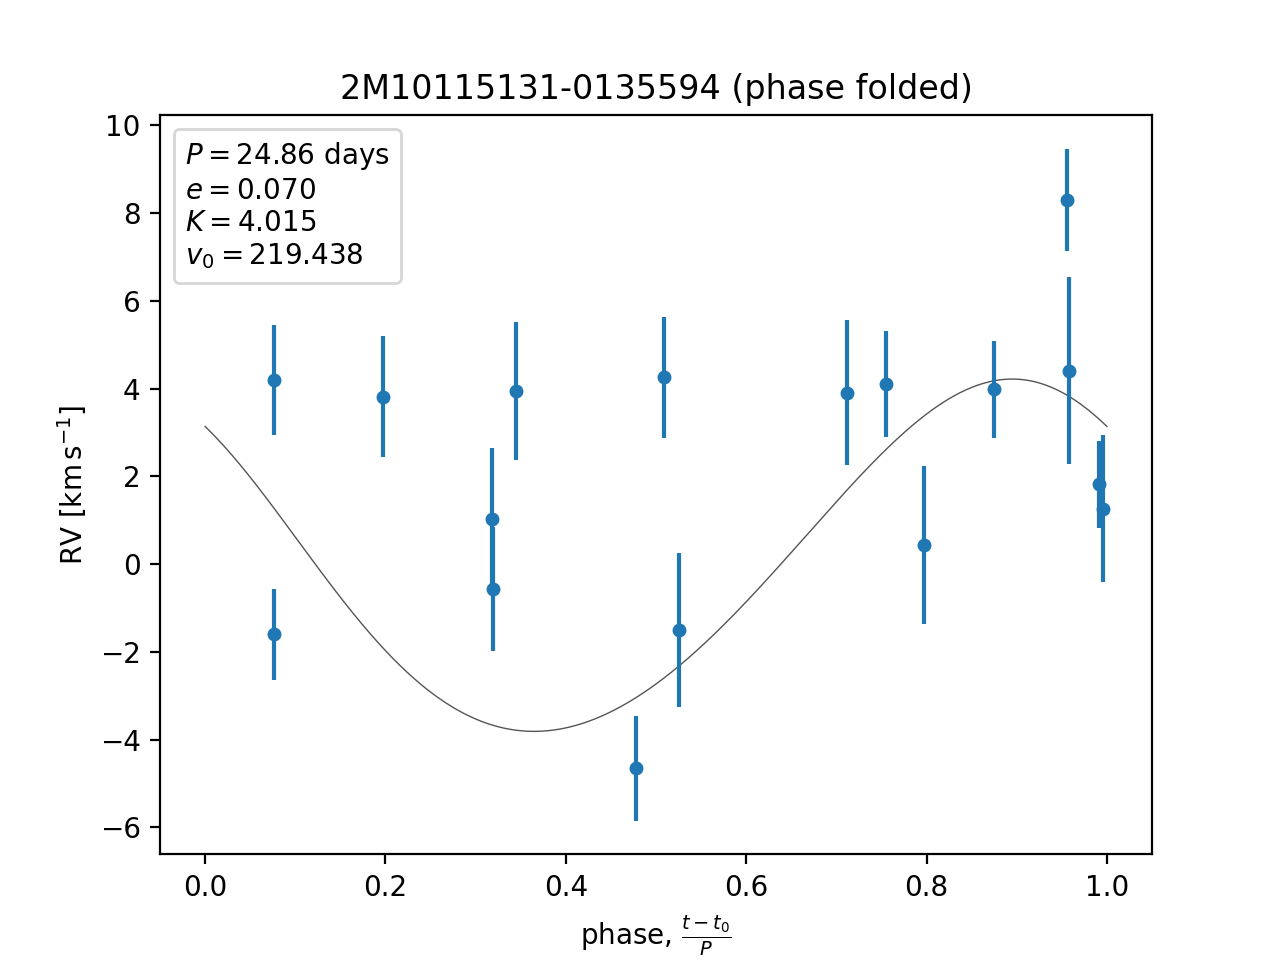 2M10115131-0135594 (phase folded)
P = 24.86 days
e = 0.070
K = 4.015
v₀ = 219.438
10
8
6
4
2
0
−2
−4
−6
RV [km s⁻¹]
0.0 0.2 0.4 0.6 0.8 1.0
phase, (t − t₀)/P